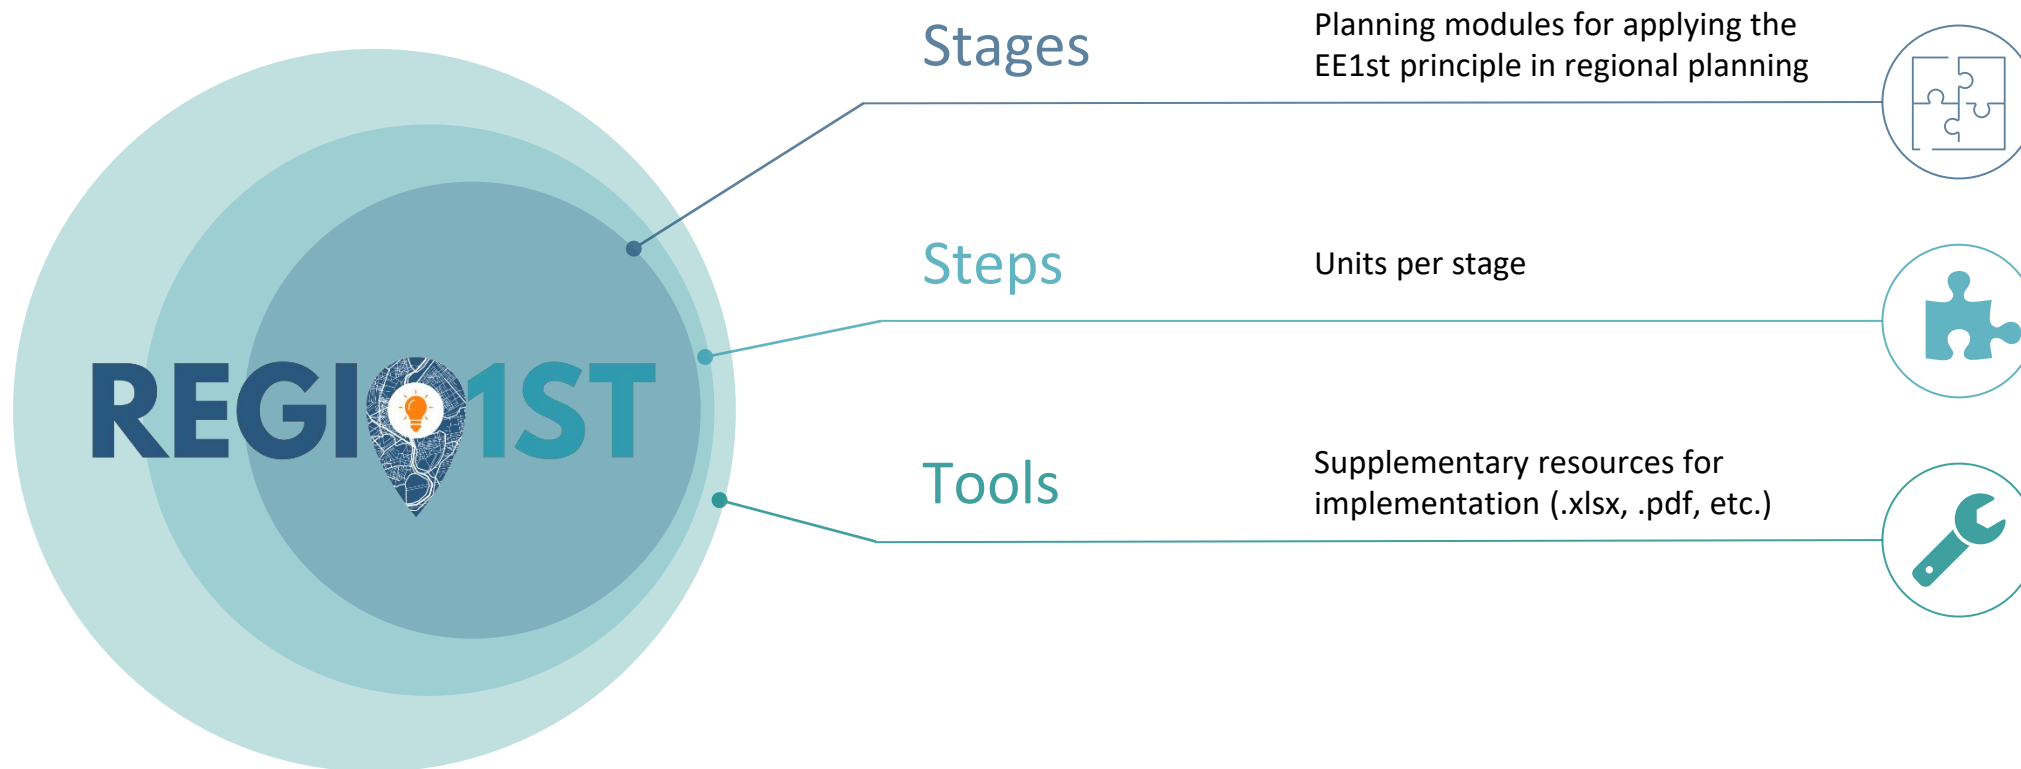 Stages
Planning modules for applying the
EE1st principle in regional planning
Steps
Units per stage
REGIO1ST
Tools
Supplementary resources for
implementation (.xlsx, .pdf, etc.)